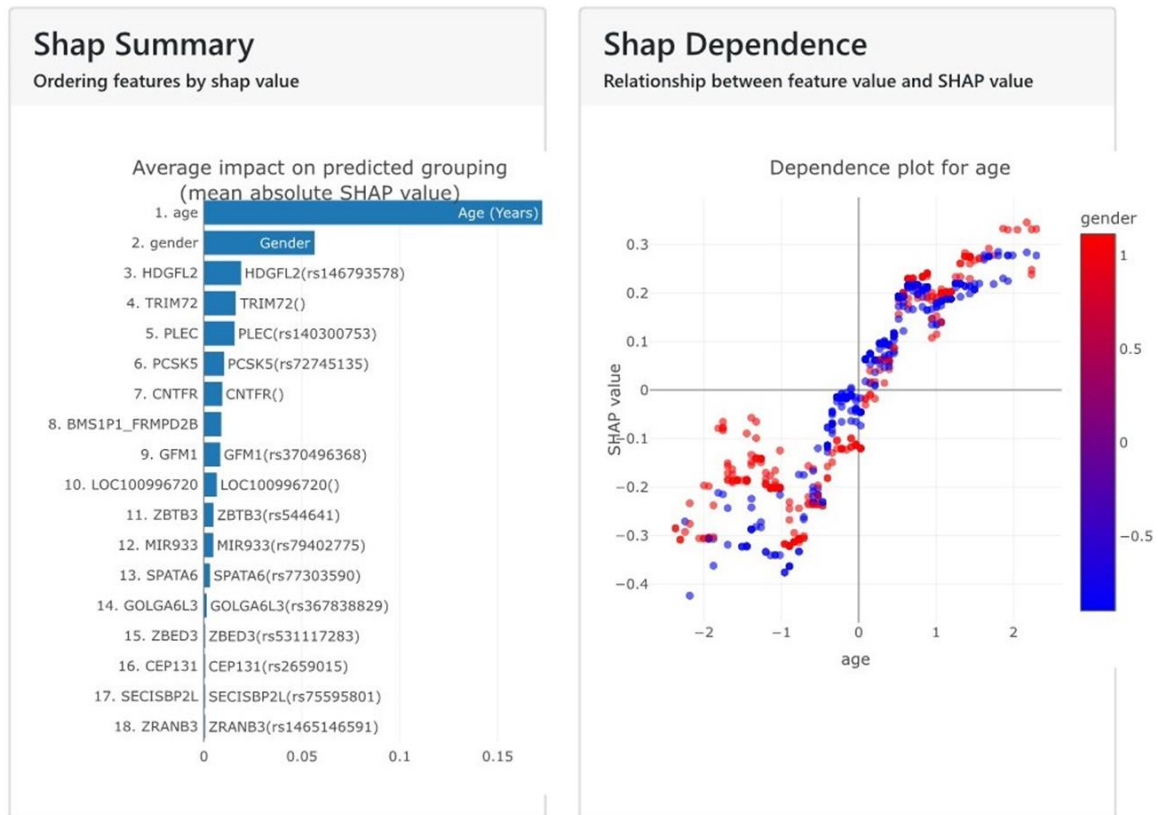 Shap Summary
Ordering features by shap value
Average impact on predicted grouping
(mean absolute SHAP value)
1. age Age (Years)
2. gender Gender
3. HDGFL2 HDGFL2(rs146793578)
4. TRIM72 TRIM72()
5. PLEC PLEC(rs140300753)
6. PCSK5 PCSK5(rs72745135)
7. CNTFR CNTFR()
8. BMS1P1_FRMPD2B
9. GFM1 GFM1(rs370496368)
10. LOC100996720 LOC100996720()
11. ZBTB3 ZBTB3(rs544641)
12. MIR933 MIR933(rs79402775)
13. SPATA6 SPATA6(rs77303590)
14. GOLGA6L3 GOLGA6L3(rs367838829)
15. ZBED3 ZBED3(rs531117283)
16. CEP131 CEP131(rs2659015)
17. SECISBP2L SECISBP2L(rs75595801)
18. ZRANB3 ZRANB3(rs1465146591)
0 0.05 0.1 0.15
Shap Dependence
Relationship between feature value and SHAP value
Dependence plot for age
SHAP value
0.3
0.2
0.1
0
−0.1
−0.2
−0.3
−0.4
−2 −1 0 1 2
age
gender
1
0.5
0
−0.5